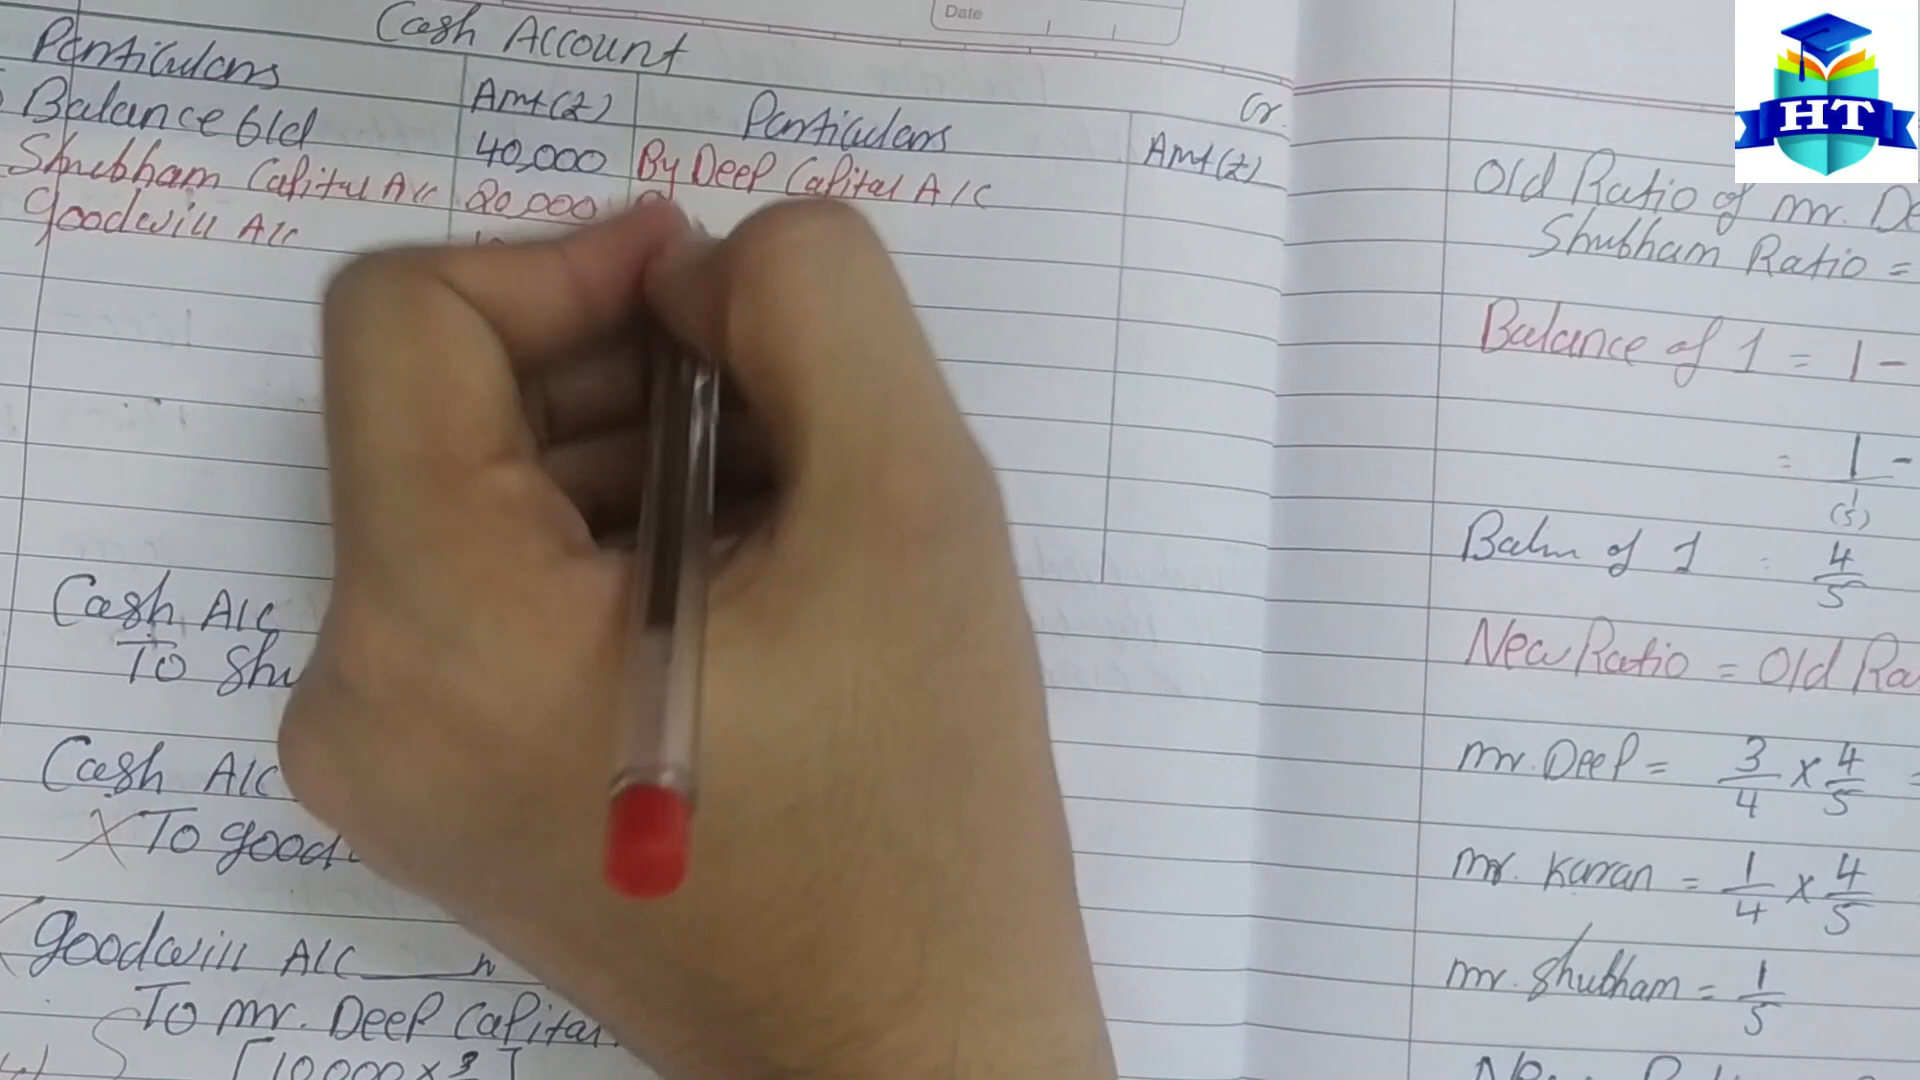 Date
Cash Account
Cr.
Particulars Amt(₹) Particulars Amt(₹)
Balance b/d 40,000 By Deep Capital A/C
Shubham Capital A/c 20,000
Goodwill A/c
Cash A/C
To Shu
Cash A/C
X To good
Goodwill A/C
To Mr. Deep Capital
[10,000 × 3
HT
Old Ratio of Mr. De
Shubham Ratio =
Balance of 1 = 1 -
= 1 -
(5)
of 1 = 4/5
New Ratio = Old Ra
Mr. Deep = 3/4 × 4/5 =
Mr. Karan = 1/4 × 4/5
Mr. Shubham = 1/5